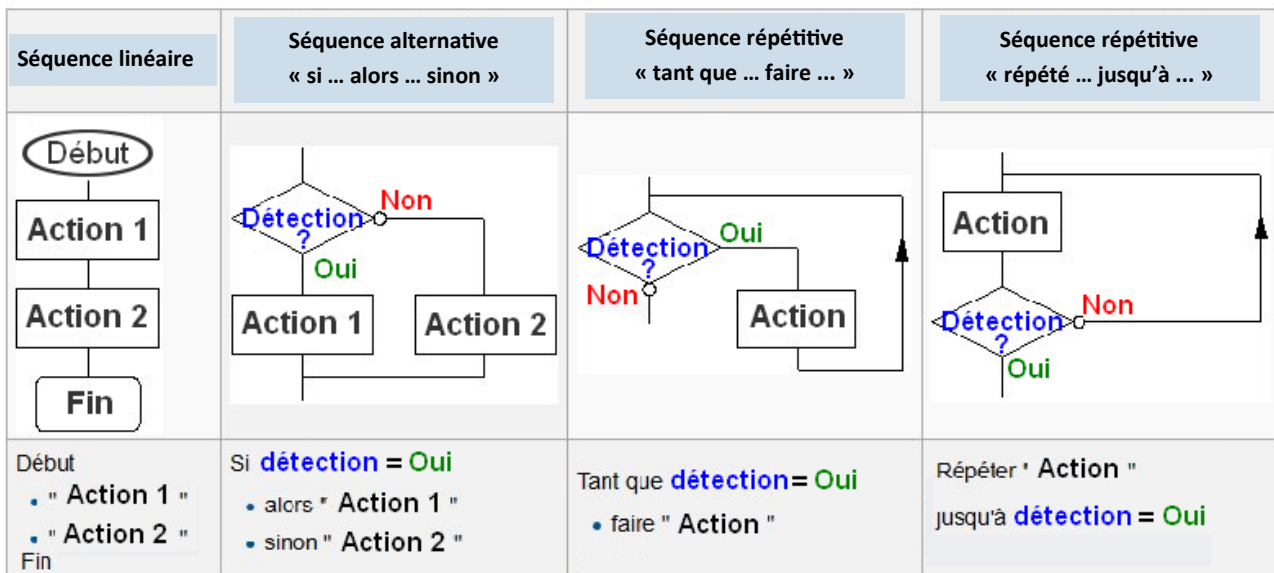 Séquence linéaire
Séquence alternative
« si ... alors ... sinon »
Séquence répétitive
« tant que ... faire ... »
Séquence répétitive
« répété ... jusqu'à ... »
Début
Action 1
Action 2
Fin
Détection
?
Non
Oui
Action 1
Action 2
Détection
?
Oui
Non
Action
Action
Détection
?
Non
Oui
Début
• " Action 1 "
• " Action 2 "
Fin
Si détection = Oui
• alors " Action 1 "
• sinon " Action 2 "
Tant que détection = Oui
• faire " Action "
Répéter ' Action "
jusqu'à détection = Oui